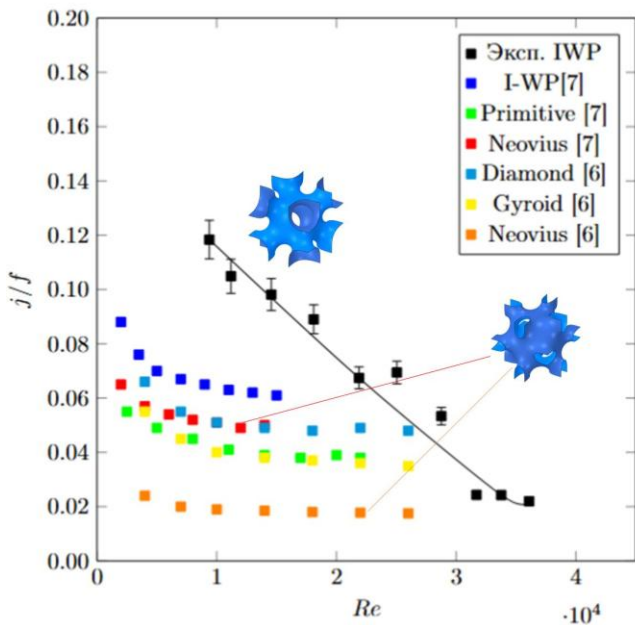 0.20
0.18
0.16
0.14
0.12
0.10
0.08
0.06
0.04
0.02
0.00
j/f
Эксп. IWP
I-WP[7]
Primitive [7]
Neovius [7]
Diamond [6]
Gyroid [6]
Neovius [6]
0 1 2 3 4
Re
·10⁴